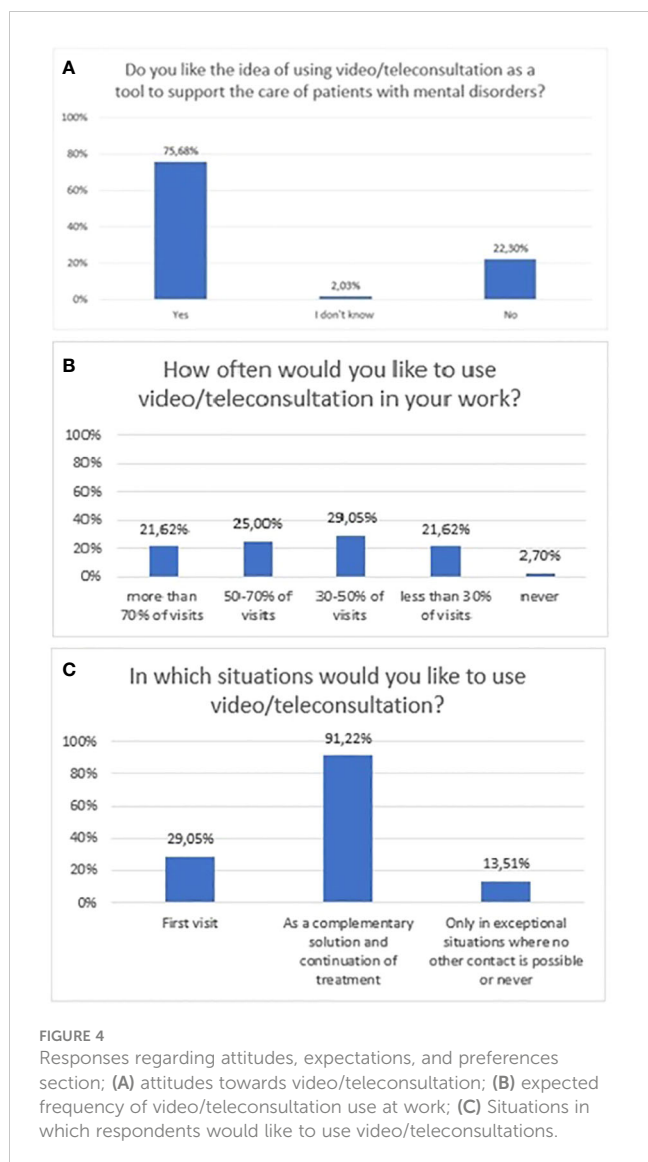 A
Do you like the idea of using video/teleconsultation as a
tool to support the care of patients with mental disorders?
100%
80%
60%
40%
20%
0%
75,68%
2,03%
22,30%
Yes
I don't know
No
B
How often would you like to use
video/teleconsultation in your work?
100%
80%
60%
40%
20%
0%
21,62%
25,00%
29,05%
21,62%
2,70%
more than
70% of visits
50-70% of
visits
30-50% of
visits
less than 30%
of visits
never
C
In which situations would you like to use
video/teleconsultation?
100%
80%
60%
40%
20%
0%
29,05%
91,22%
13,51%
First visit
As a complementary
solution and
continuation of
treatment
Only in exceptional
situations where no
other contact is possible
or never
FIGURE 4
Responses regarding attitudes, expectations, and preferences
section; (A) attitudes towards video/teleconsultation; (B) expected
frequency of video/teleconsultation use at work; (C) Situations in
which respondents would like to use video/teleconsultations.